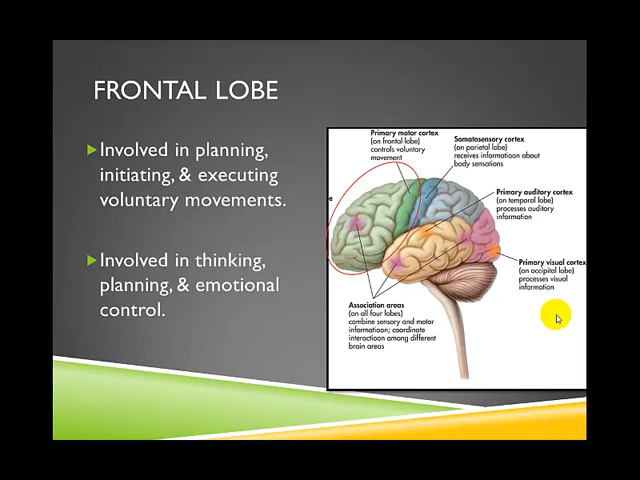 FRONTAL LOBE
Involved in planning,
initiating, & executing
voluntary movements.
Involved in thinking,
planning, & emotional
control.
Primary motor cortex
(on frontal lobe)
controls voluntary
movement
Somatosensory cortex
(on parietal lobe)
receives information about
body sensations
e
Primary auditory cortex
(on temporal lobe)
processes auditory
information
Primary visual cortex
(on occipital lobe)
processes visual
information
Association areas
(on all four lobes)
combine sensory and motor
information; coordinate
interaction among different
brain areas